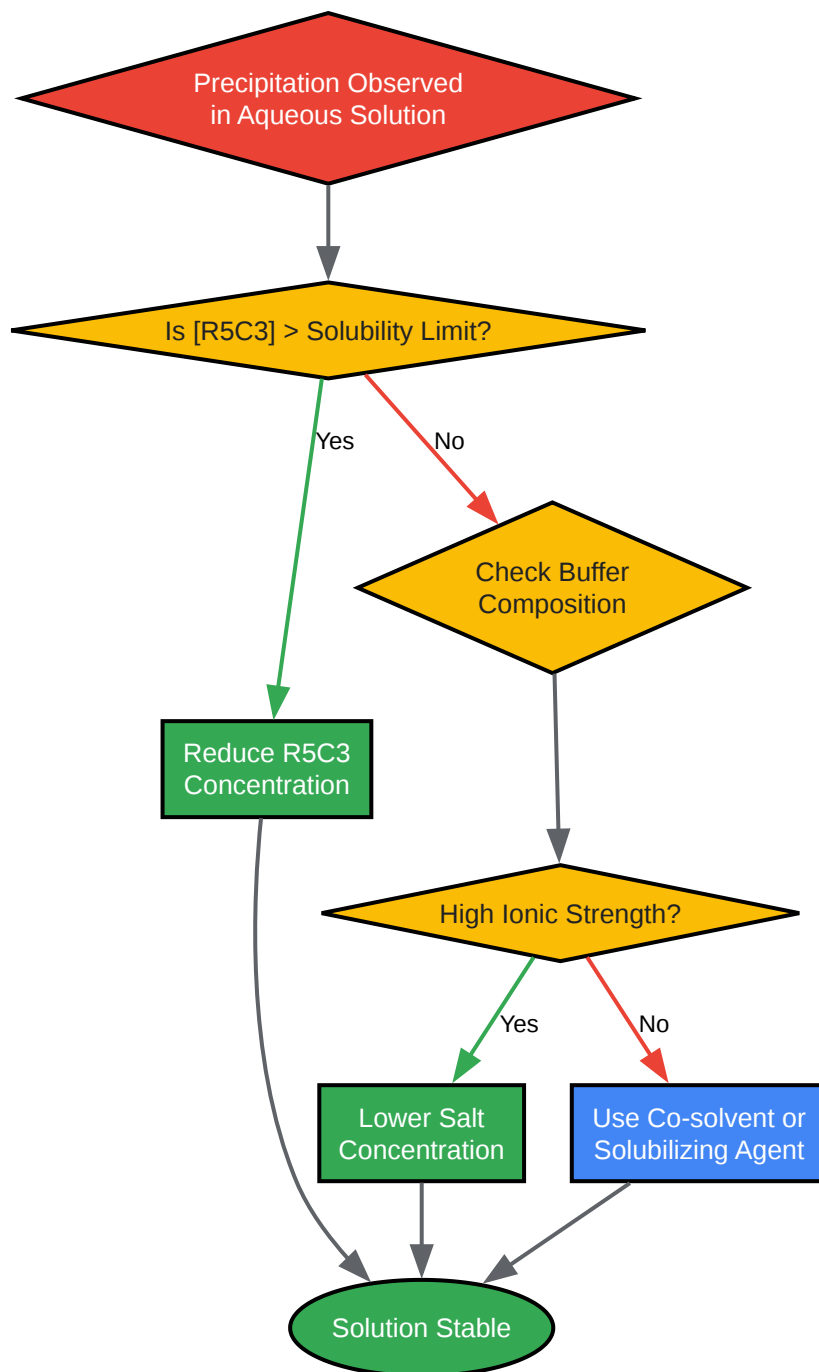 Precipitation Observed
in Aqueous Solution
Is [R5C3] > Solubility Limit?
Yes
No
Check Buffer
Composition
Reduce R5C3
Concentration
High Ionic Strength?
Yes
No
Lower Salt
Concentration
Use Co-solvent or
Solubilizing Agent
Solution Stable